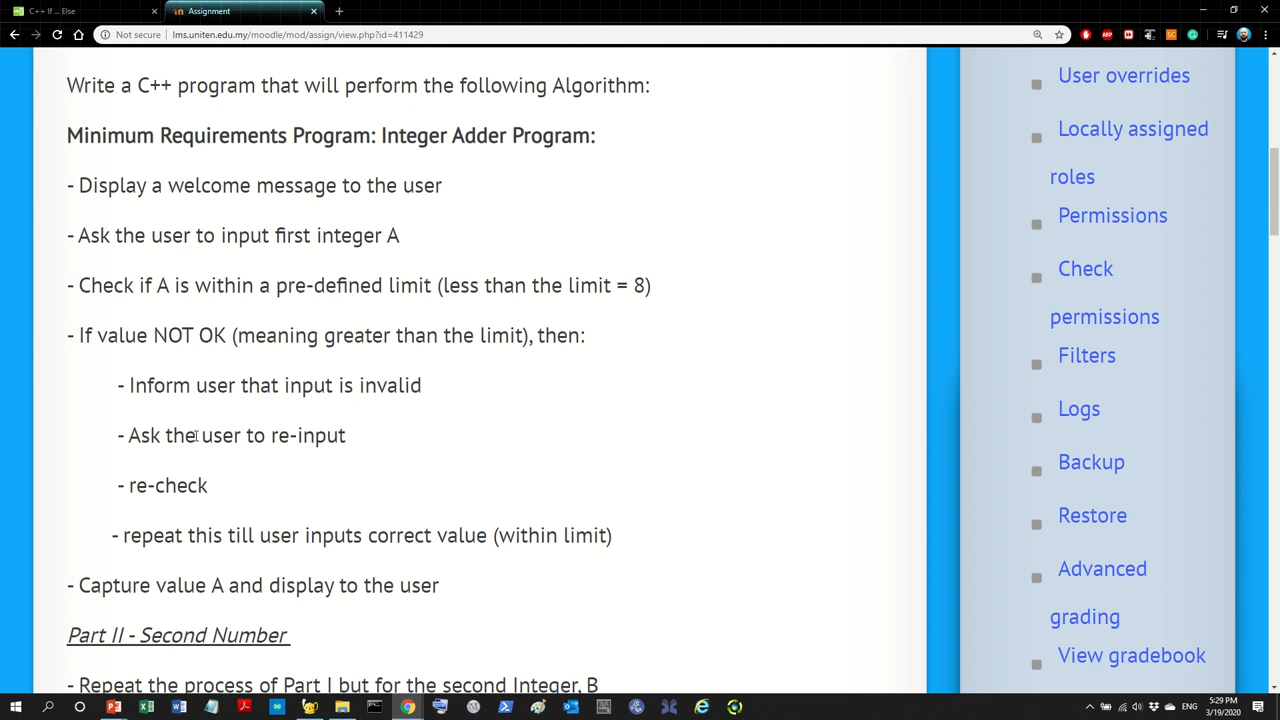 C++ If ... Else
Assignment
Not secure
lms.uniten.edu.my/moodle/mod/assign/view.php?id=411429
Write a C++ program that will perform the following Algorithm:
Minimum Requirements Program: Integer Adder Program:
- Display a welcome message to the user
- Ask the user to input first integer A
- Check if A is within a pre-defined limit (less than the limit = 8)
- If value NOT OK (meaning greater than the limit), then:
- Inform user that input is invalid
- Ask the user to re-input
- re-check
- repeat this till user inputs correct value (within limit)
- Capture value A and display to the user
Part II - Second Number
- Repeat the process of Part I but for the second Integer, B
User overrides
Locally assigned
roles
Permissions
Check
permissions
Filters
Logs
Backup
Restore
Advanced
grading
View gradebook
ENG
5:29 PM
3/19/2020